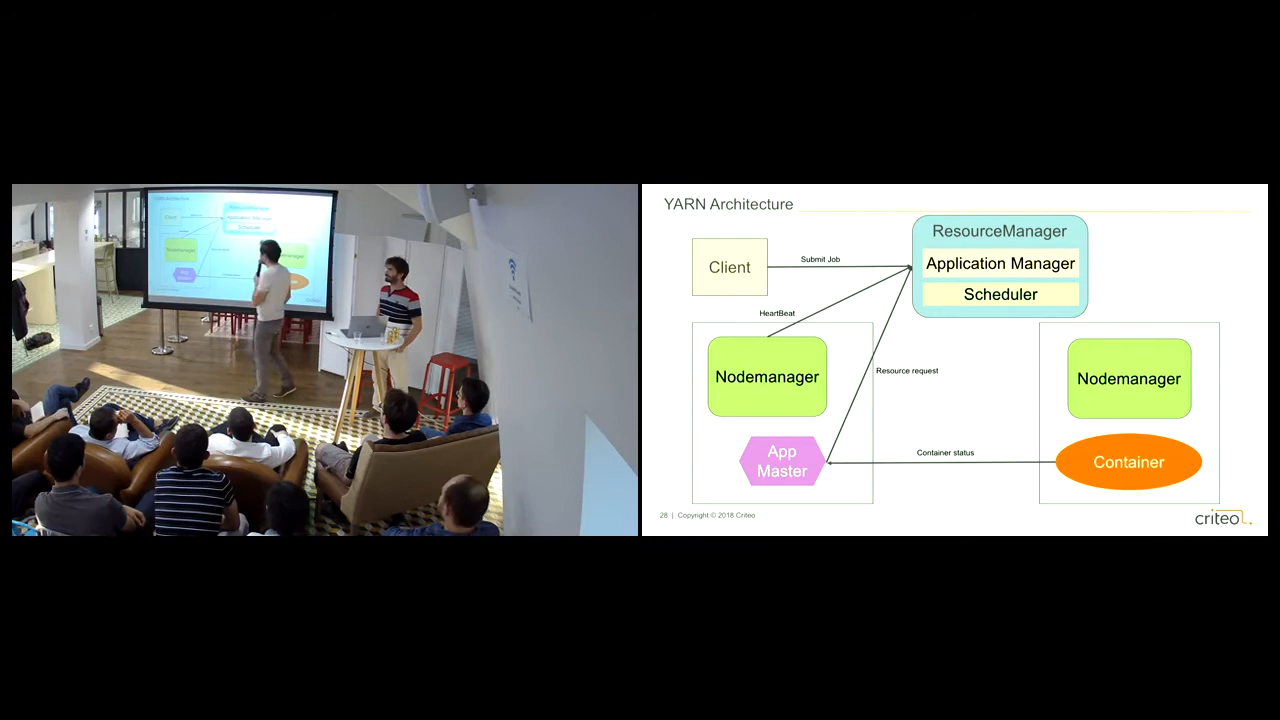 YARN Architecture
ResourceManager
Client
Submit Job
Application Manager
Scheduler
HeartBeat
Nodemanager
Resource request
Nodemanager
App
Master
Container status
Container
28 | Copyright © 2018 Criteo
criteo